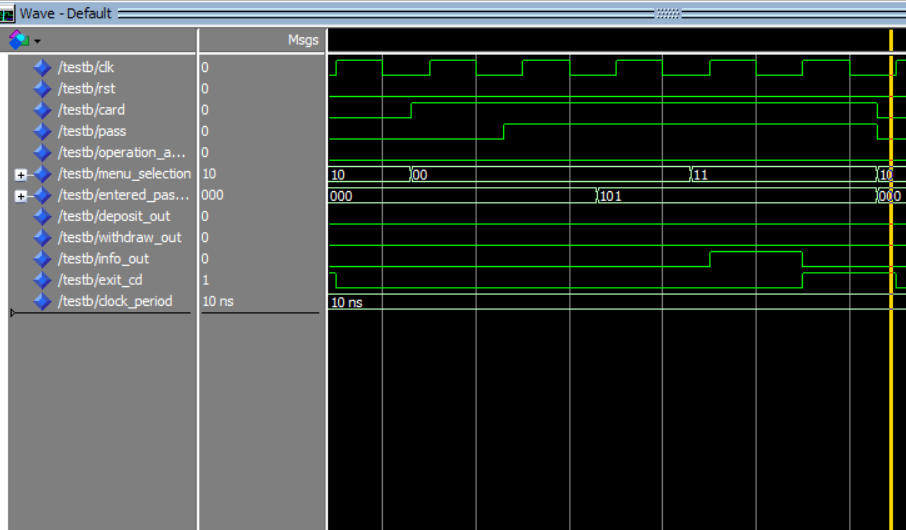 Wave - Default
Msgs
/testb/clk 0
/testb/rst 0
/testb/card 0
/testb/pass 0
/testb/operation_a... 0
/testb/menu_selection 10 10 00 11 10
/testb/entered_pas... 000 000 101 000
/testb/deposit_out 0
/testb/withdraw_out 0
/testb/info_out 0
/testb/exit_cd 1
/testb/clock_period 10 ns 10 ns